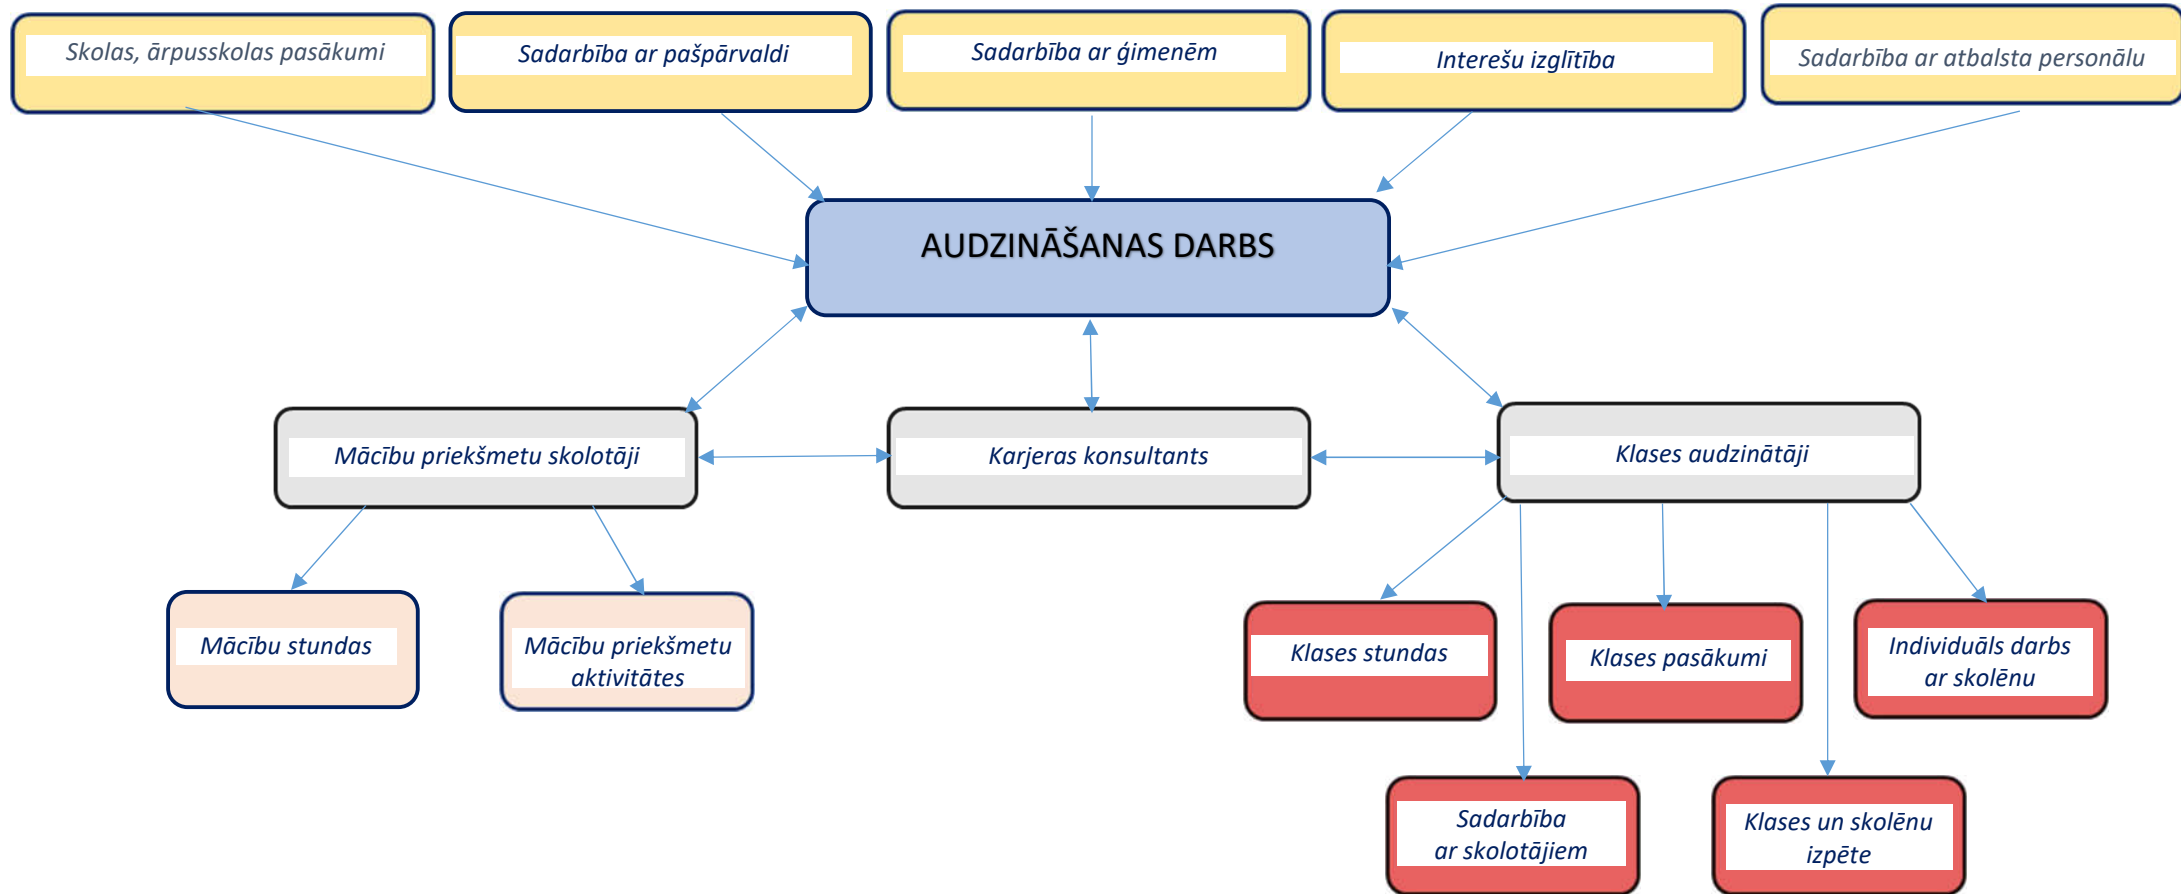 Skolas, ārpusskolas pasākumi
Sadarbība ar pašpārvaldi
Sadarbība ar ģimenēm
Interešu izglītība
Sadarbība ar atbalsta personālu
AUDZINĀŠANAS DARBS
Mācību priekšmetu skolotāji
Karjeras konsultants
Klases audzinātāji
Mācību stundas
Mācību priekšmetu
aktivitātes
Klases stundas
Klases pasākumi
Individuāls darbs
ar skolēnu
Sadarbība
ar skolotājiem
Klases un skolēnu
izpēte